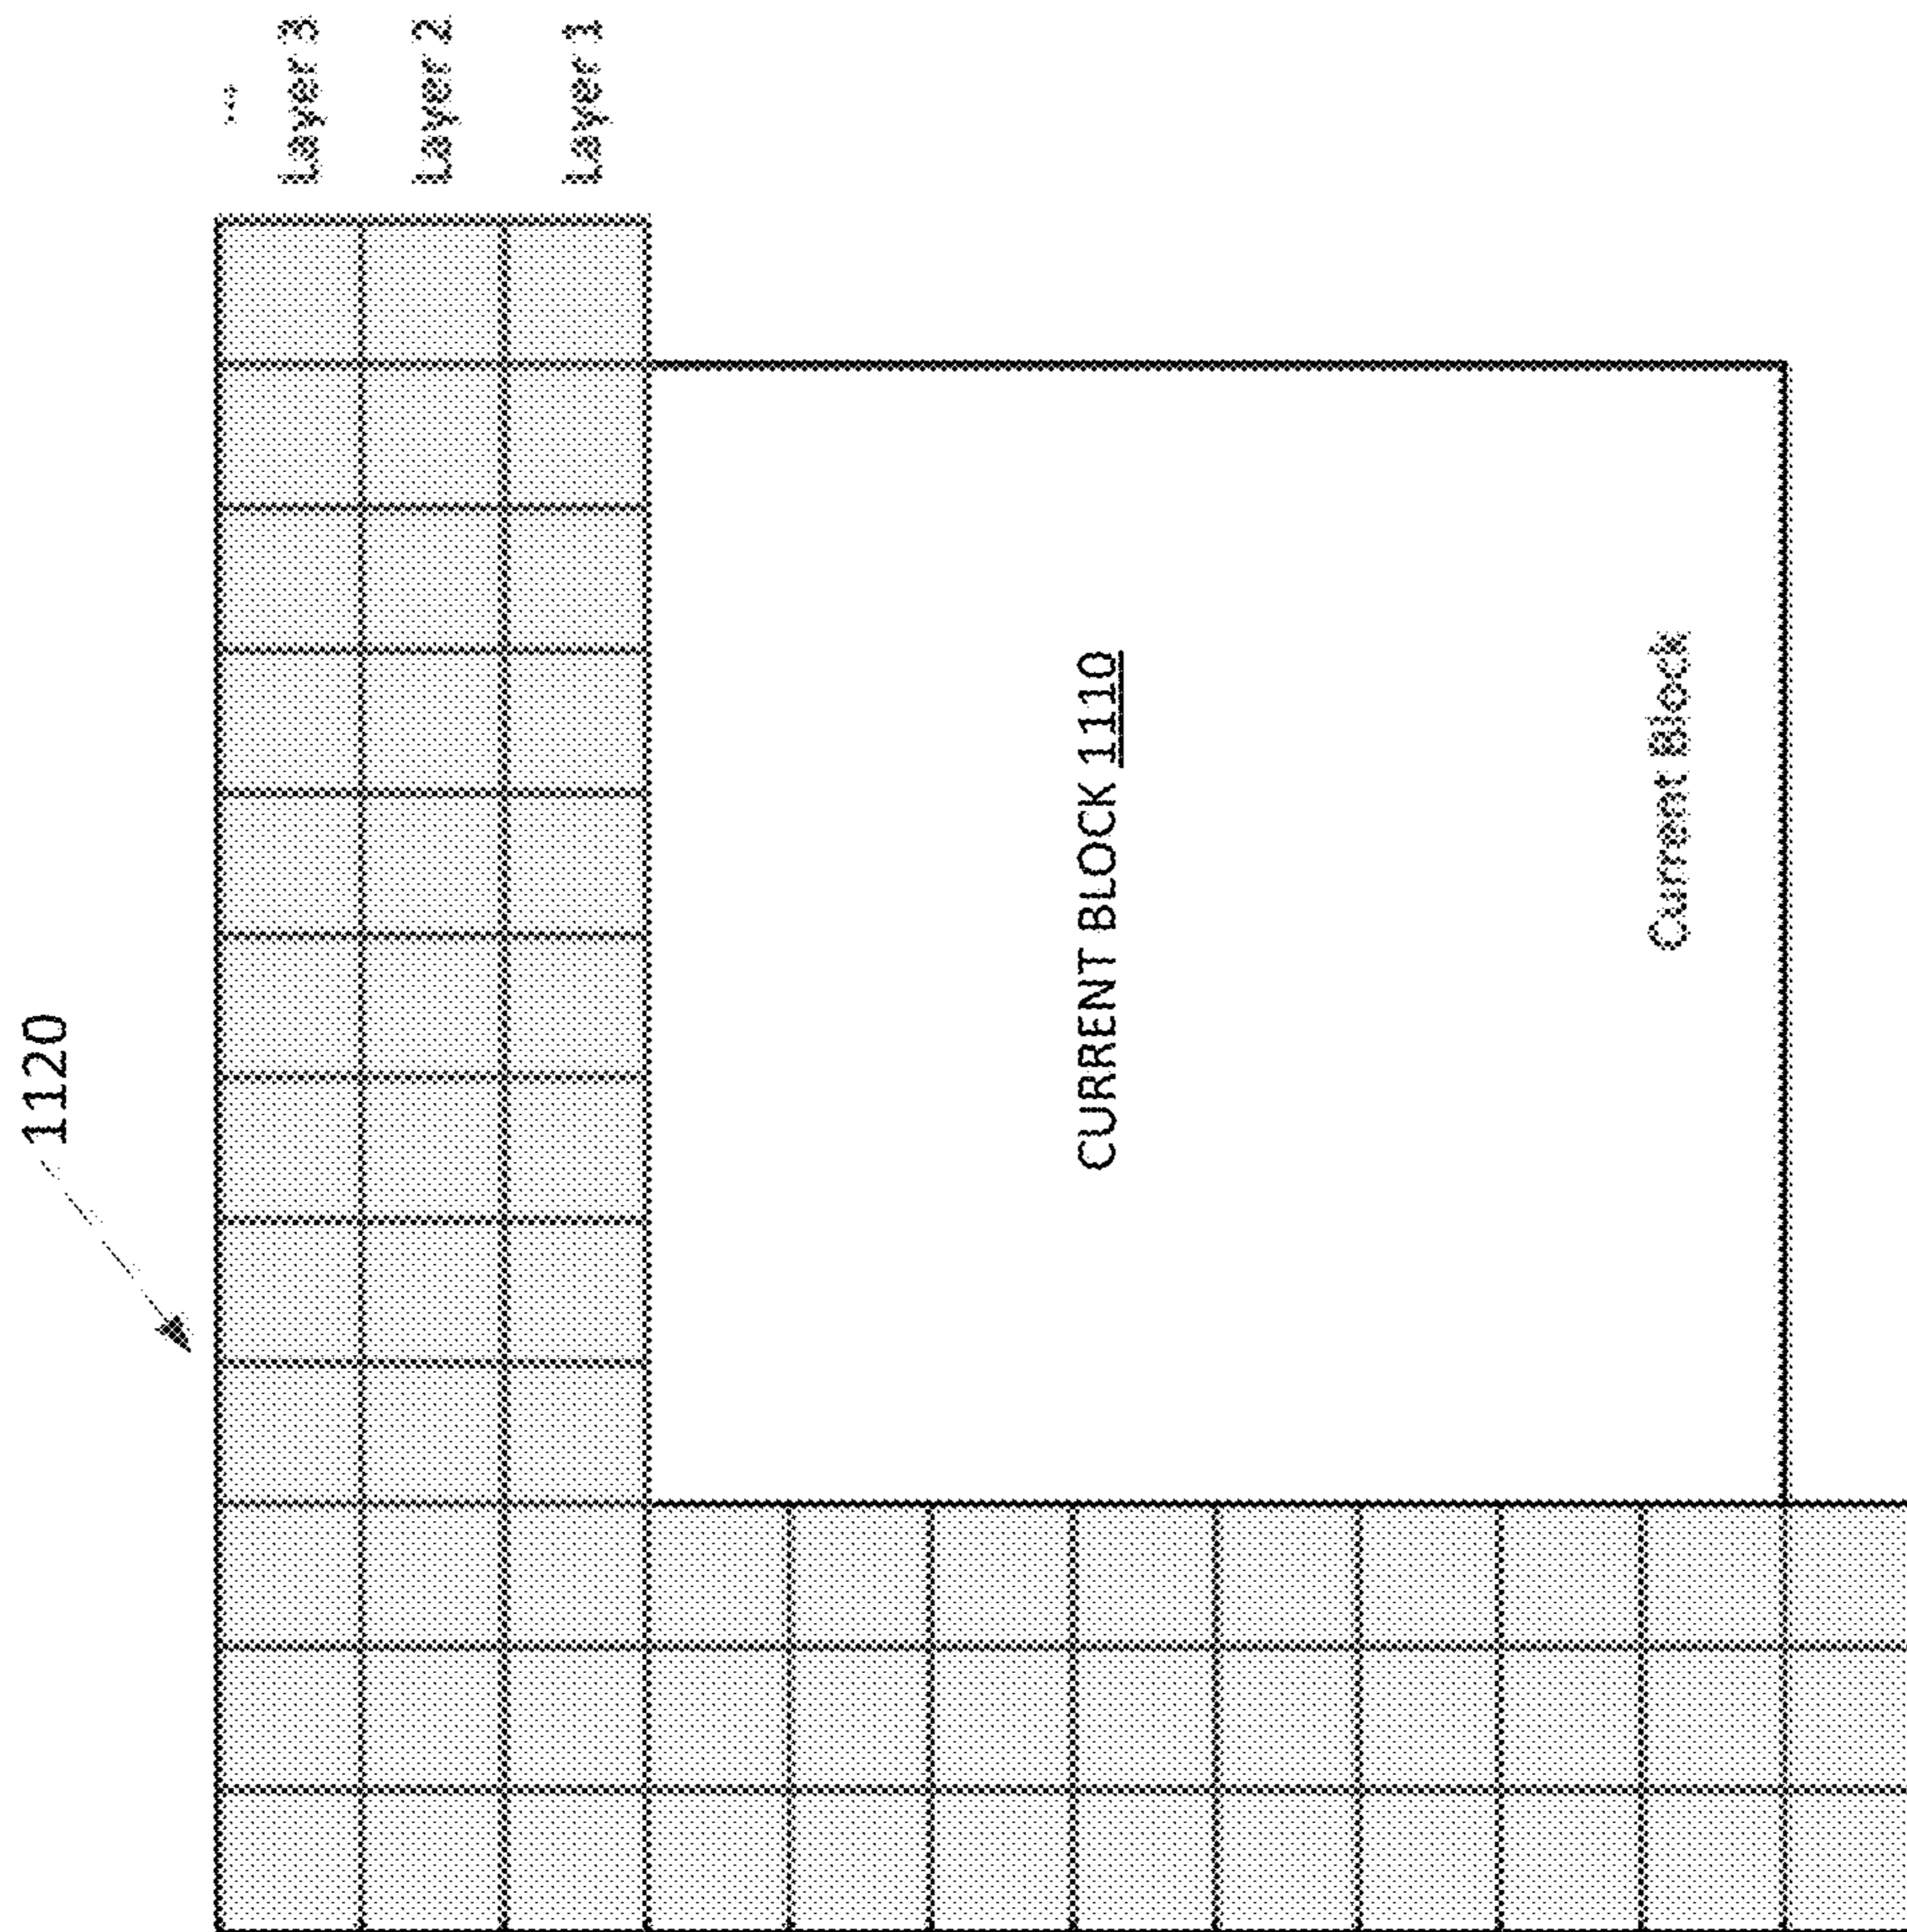 1120
...
Layer 3
Layer 2
Layer 1
CURRENT BLOCK 1110
Current Block